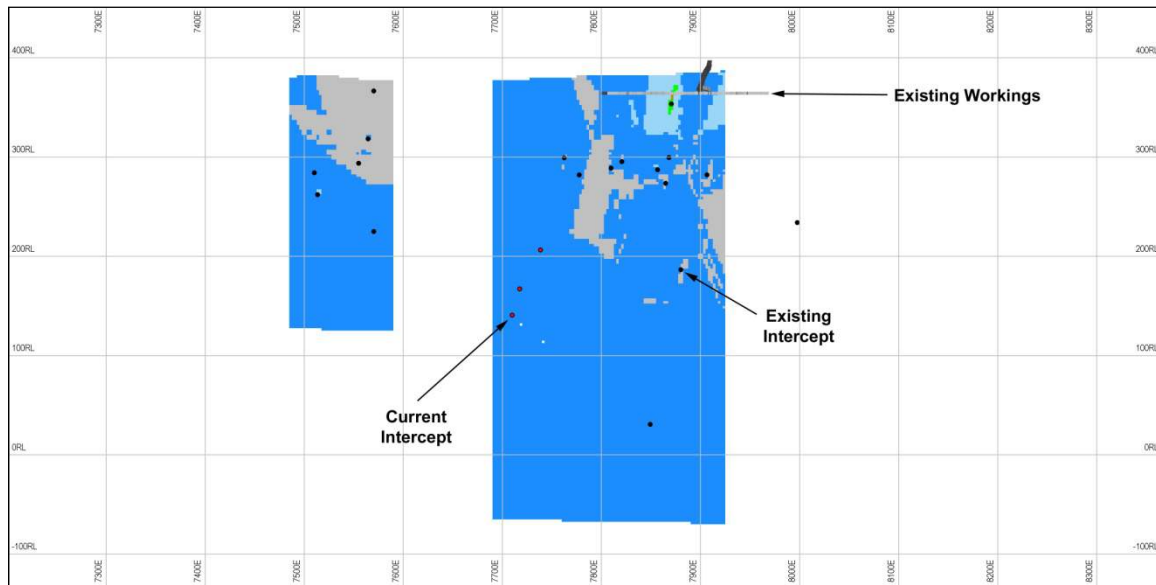 7300E
7400E
7500E
7600E
7700E
7800E
7900E
8000E
8100E
8200E
8300E
400RL
400RL
Existing Workings
300RL
300RL
200RL
200RL
Existing
Intercept
100RL
100RL
Current
Intercept
0RL
0RL
-100RL
-100RL
7300E
7400E
7500E
7600E
7700E
7800E
7900E
8000E
8100E
8200E
8300E